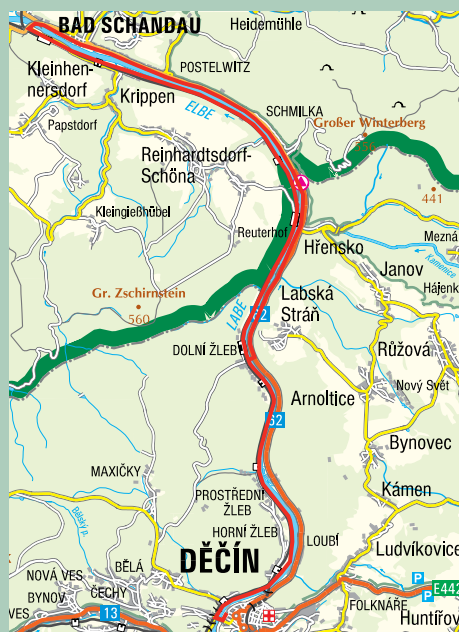 BAD SCHANDAU
Heidemühle
POSTELWITZ
Kleinhen-
nersdorf
Krippen
ELBE
SCHMILKA
Papstdorf
Großer Winterberg
556
Reinhardtsdorf-
Schöna
441
Kleingießhübel
Reuterhof
Hřensko
Mezná
Kamenice
Janov
Hájenk
Gr. Zschirnstein
560
LABE
62
Labská
Stráň
DOLNÍ ŽLEB
Růžová
Nový Svět
Arnoltice
62
Bynovec
MAXIČKY
Kámen
PROSTŘEDNÍ
ŽLEB
Bělský p.
HORNÍ ŽLEB
LOUBÍ
Ludvíkovice
DĚČÍN
BĚLÁ
NOVÁ VES
BYNOV
ČECHY
VES
13
P
P
E442
FOLKNÁŘE
Huntířov